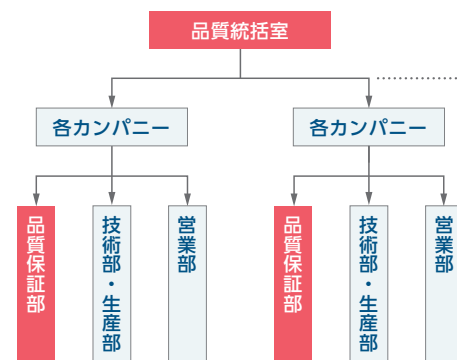 品質統括室
各カンパニー
各カンパニー
品質保証部
技術部・生産部
営業部
品質保証部
技術部・生産部
営業部